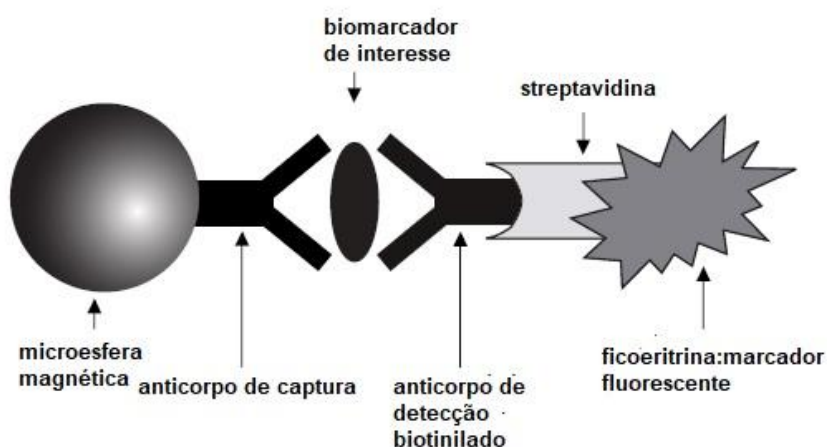 biomarcador
de interesse
streptavidina
microesfera
magnética
anticorpo de captura
anticorpo de
detecção
biotinilado
ficoeritrina:marcador
fluorescente